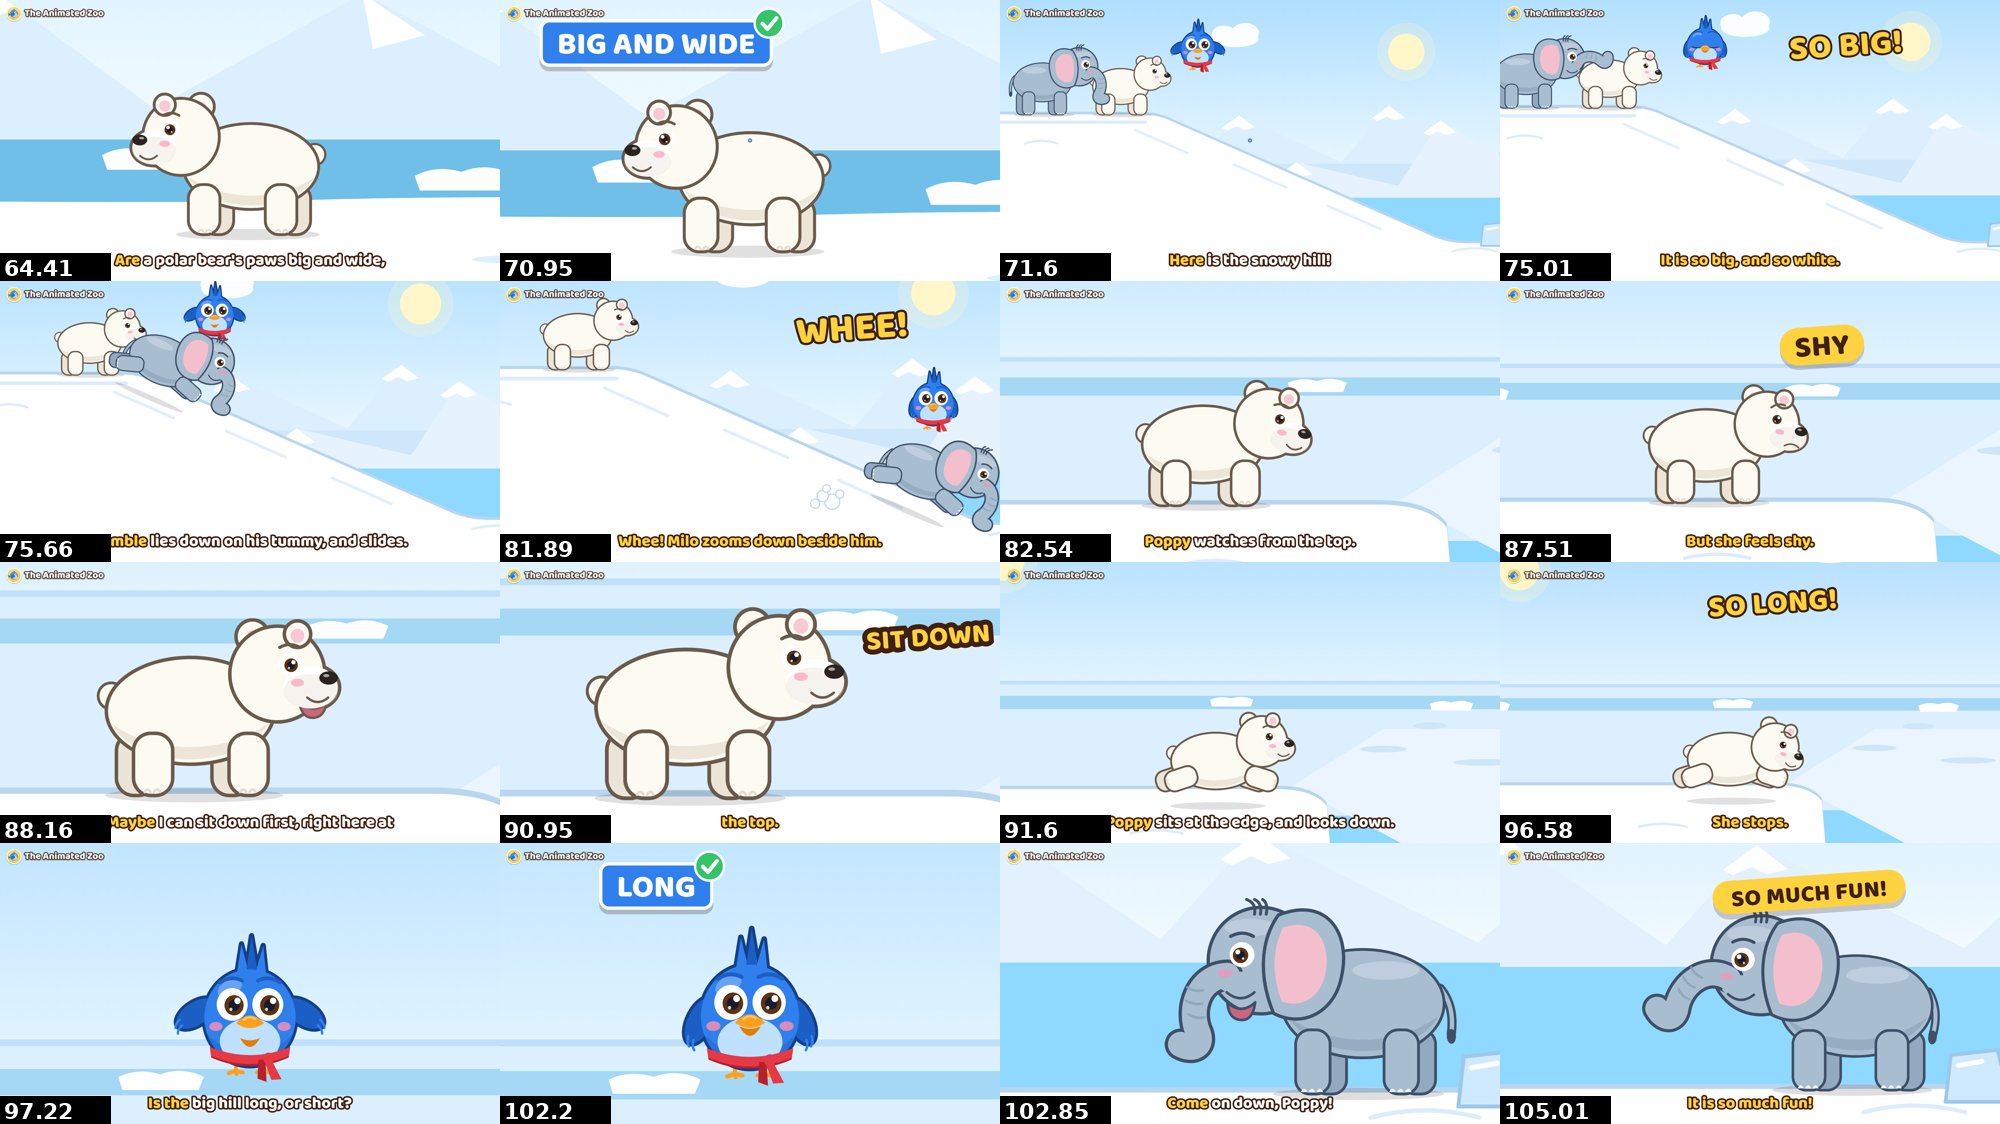 The Animated Zoo
Are a polar bear's paws big and wide,
64.41
The Animated Zoo
BIG AND WIDE
70.95
The Animated Zoo
Here is the snowy hill!
71.6
The Animated Zoo
SO BIG!
It is so big, and so white.
75.01
The Animated Zoo
mble lies down on his tummy, and slides.
75.66
The Animated Zoo
WHEE!
Whee! Milo zooms down beside him.
81.89
The Animated Zoo
Poppy watches from the top.
82.54
The Animated Zoo
SHY
But she feels shy.
87.51
The Animated Zoo
Maybe I can sit down first, right here at
88.16
The Animated Zoo
SIT DOWN
the top.
90.95
The Animated Zoo
Poppy sits at the edge, and looks down.
91.6
The Animated Zoo
SO LONG!
She stops.
96.58
The Animated Zoo
Is the big hill long, or short?
97.22
The Animated Zoo
LONG
102.2
The Animated Zoo
Come on down, Poppy!
102.85
The Animated Zoo
SO MUCH FUN!
It is so much fun!
105.01